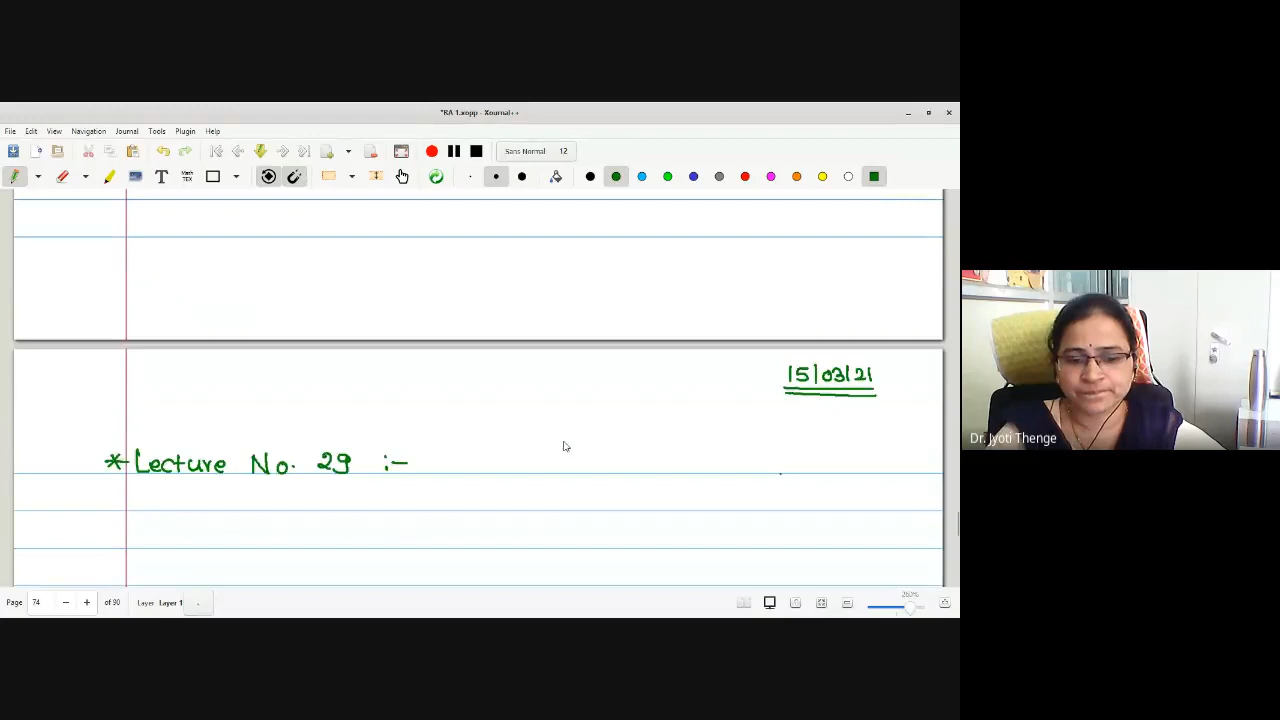 *RA 1.xopp - Xournal++
File Edit View Navigation Journal Tools Plugin Help
Sans Normal 12
15/03/21
* Lecture No. 29 :-
Dr. Jyoti Thenge
Page 74 of 90 Layer Layer 1
260%